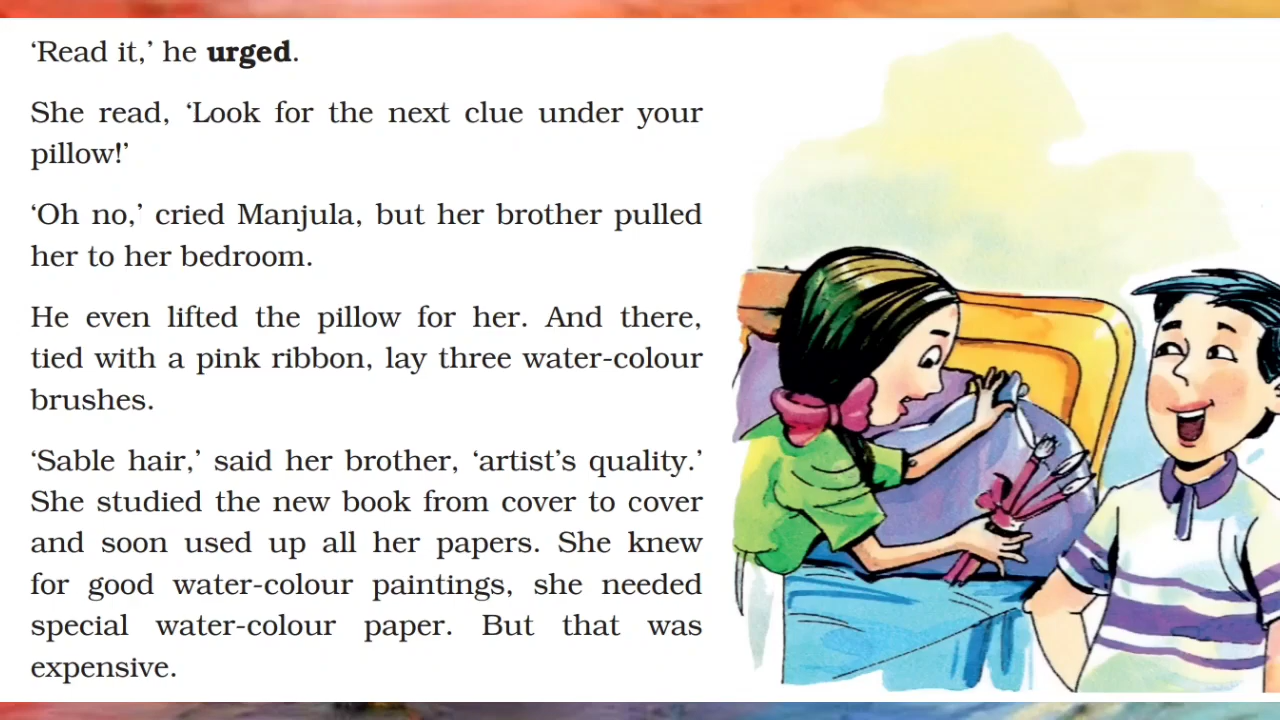 ‘Read it,’ he urged.
She read, ‘Look for the next clue under your
pillow!’
‘Oh no,’ cried Manjula, but her brother pulled
her to her bedroom.
He even lifted the pillow for her. And there,
tied with a pink ribbon, lay three water-colour
brushes.
‘Sable hair,’ said her brother, ‘artist’s quality.’
She studied the new book from cover to cover
and soon used up all her papers. She knew
for good water-colour paintings, she needed
special water-colour paper. But that was
expensive.